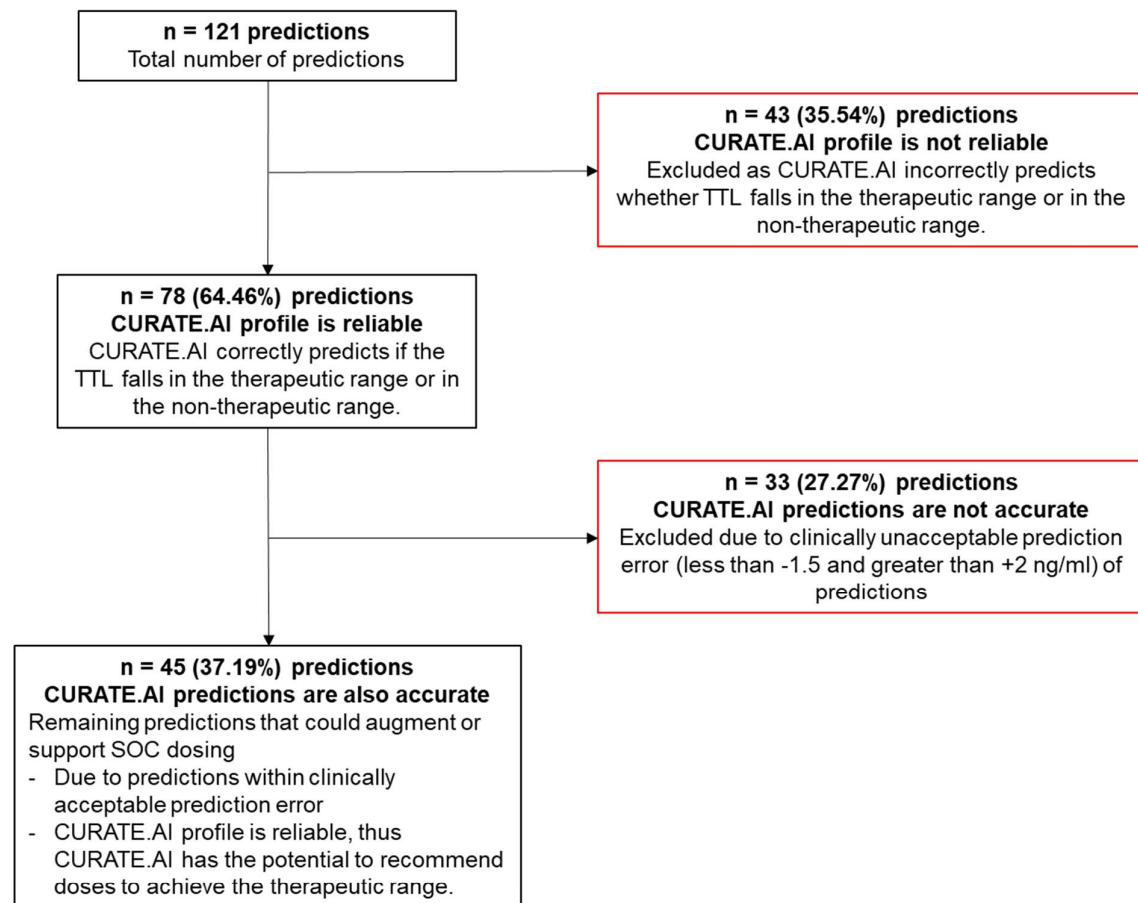 n = 121 predictions
Total number of predictions
n = 43 (35.54%) predictions
CURATE.AI profile is not reliable
Excluded as CURATE.AI incorrectly predicts
whether TTL falls in the therapeutic range or in the
non-therapeutic range.
n = 78 (64.46%) predictions
CURATE.AI profile is reliable
CURATE.AI correctly predicts if the
TTL falls in the therapeutic range or in
the non-therapeutic range.
n = 33 (27.27%) predictions
CURATE.AI predictions are not accurate
Excluded due to clinically unacceptable prediction
error (less than -1.5 and greater than +2 ng/ml) of
predictions
n = 45 (37.19%) predictions
CURATE.AI predictions are also accurate
Remaining predictions that could augment or
support SOC dosing
- Due to predictions within clinically
acceptable prediction error
- CURATE.AI profile is reliable, thus
CURATE.AI has the potential to recommend
doses to achieve the therapeutic range.